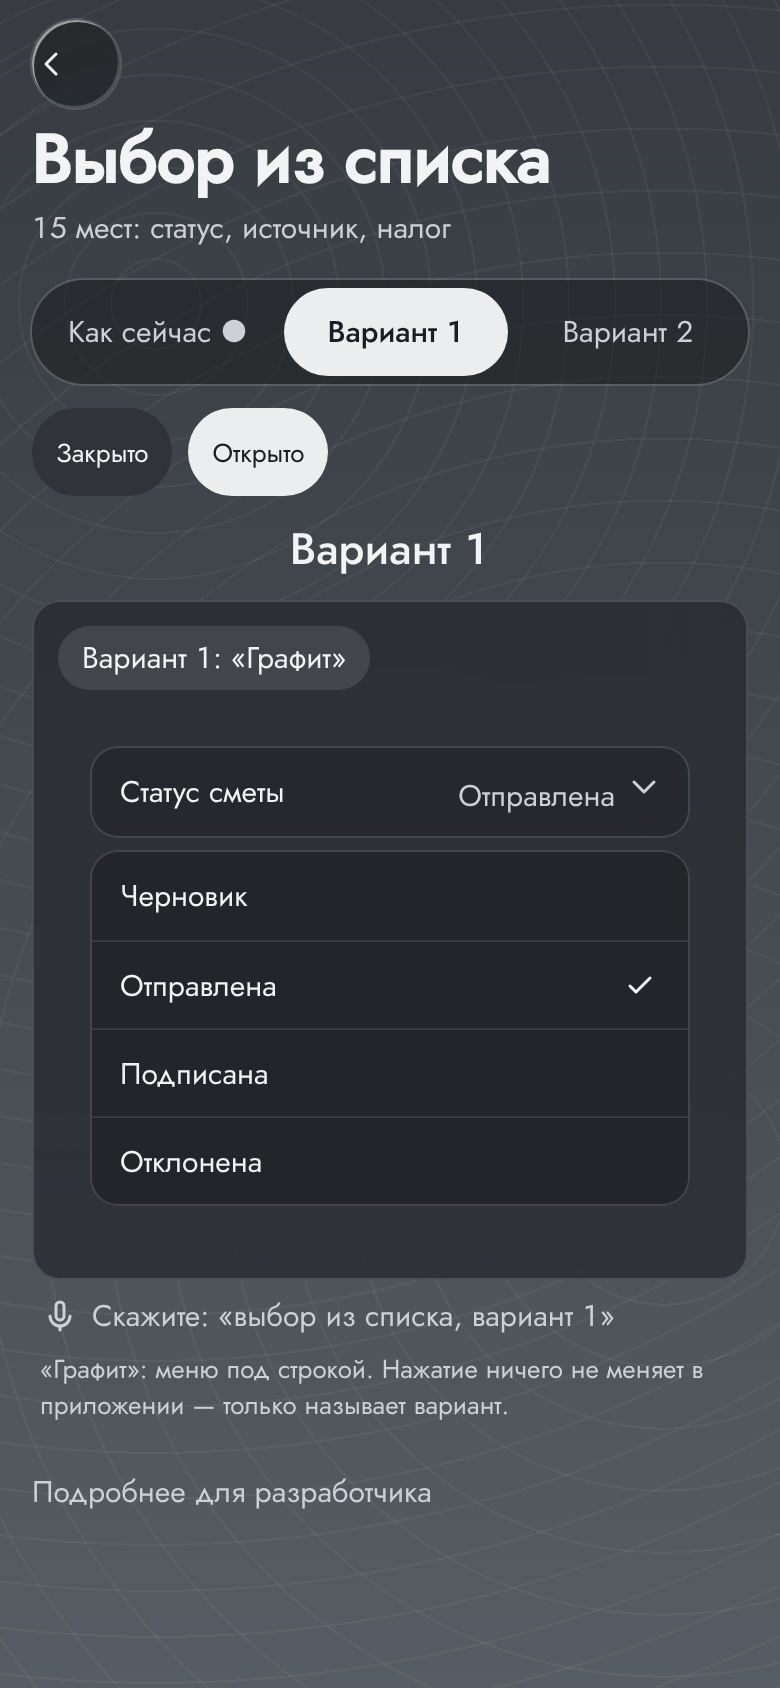 Выбор из списка
15 мест: статус, источник, налог
Как сейчас Вариант 1 Вариант 2
Закрыто Открыто
Вариант 1
Вариант 1: «Графит»
Статус сметы Отправлена
Черновик
Отправлена
Подписана
Отклонена
Скажите: «выбор из списка, вариант 1»
«Графит»: меню под строкой. Нажатие ничего не меняет в
приложении — только называет вариант.
Подробнее для разработчика